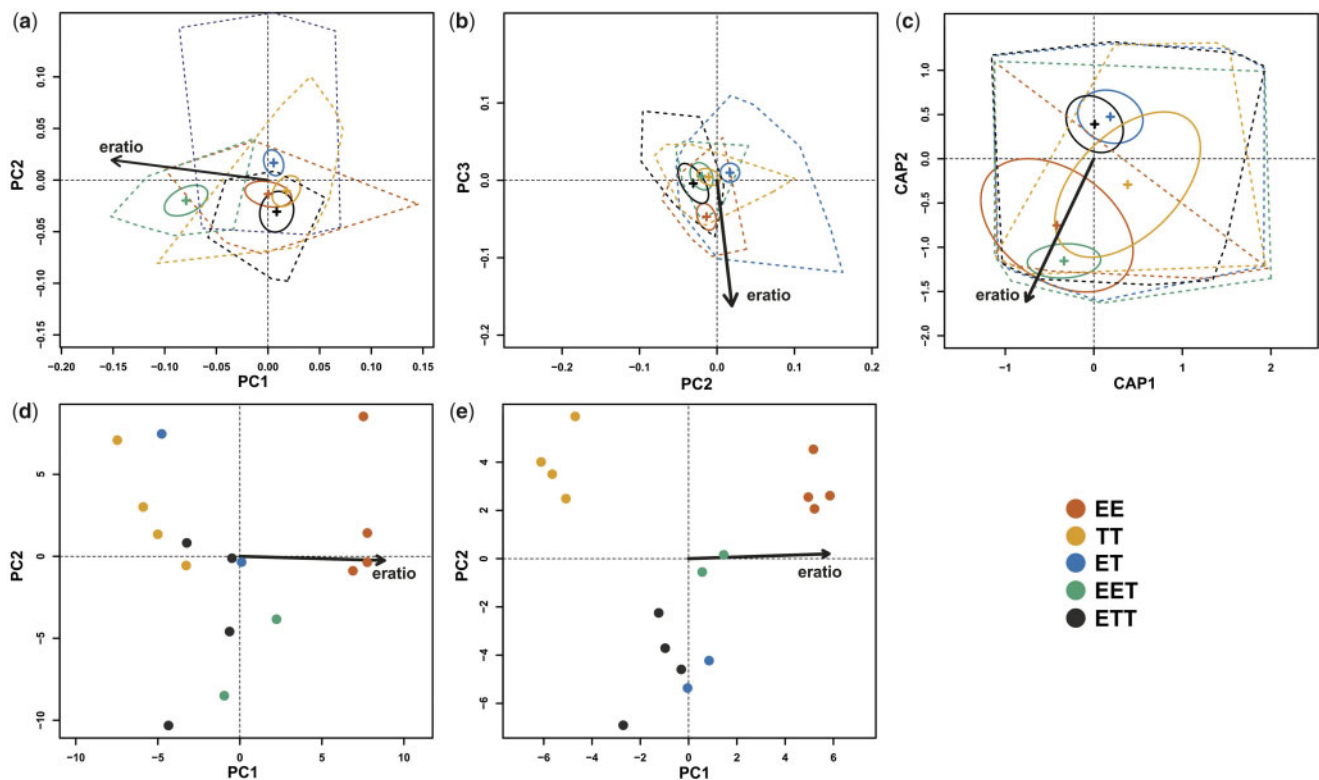 (a)
0.10
0.05
0.00
−0.05
−0.10
−0.15
PC2
eratio
−0.20 −0.15 −0.10 −0.05 0.00 0.05 0.10 0.15
PC1
(b)
0.1
0.0
−0.1
−0.2
PC3
eratio
−0.2 −0.1 0.0 0.1 0.2
PC2
(c)
1.0
0.5
0.0
−0.5
−1.0
−1.5
−2.0
CAP2
eratio
−1 0 1 2
CAP1
(d)
5
0
−5
−10
PC2
eratio
−10 −5 0 5 10
PC1
(e)
4
2
0
−2
−4
−6
PC2
eratio
−6 −4 −2 0 2 4 6
PC1
EE
TT
ET
EET
ETT